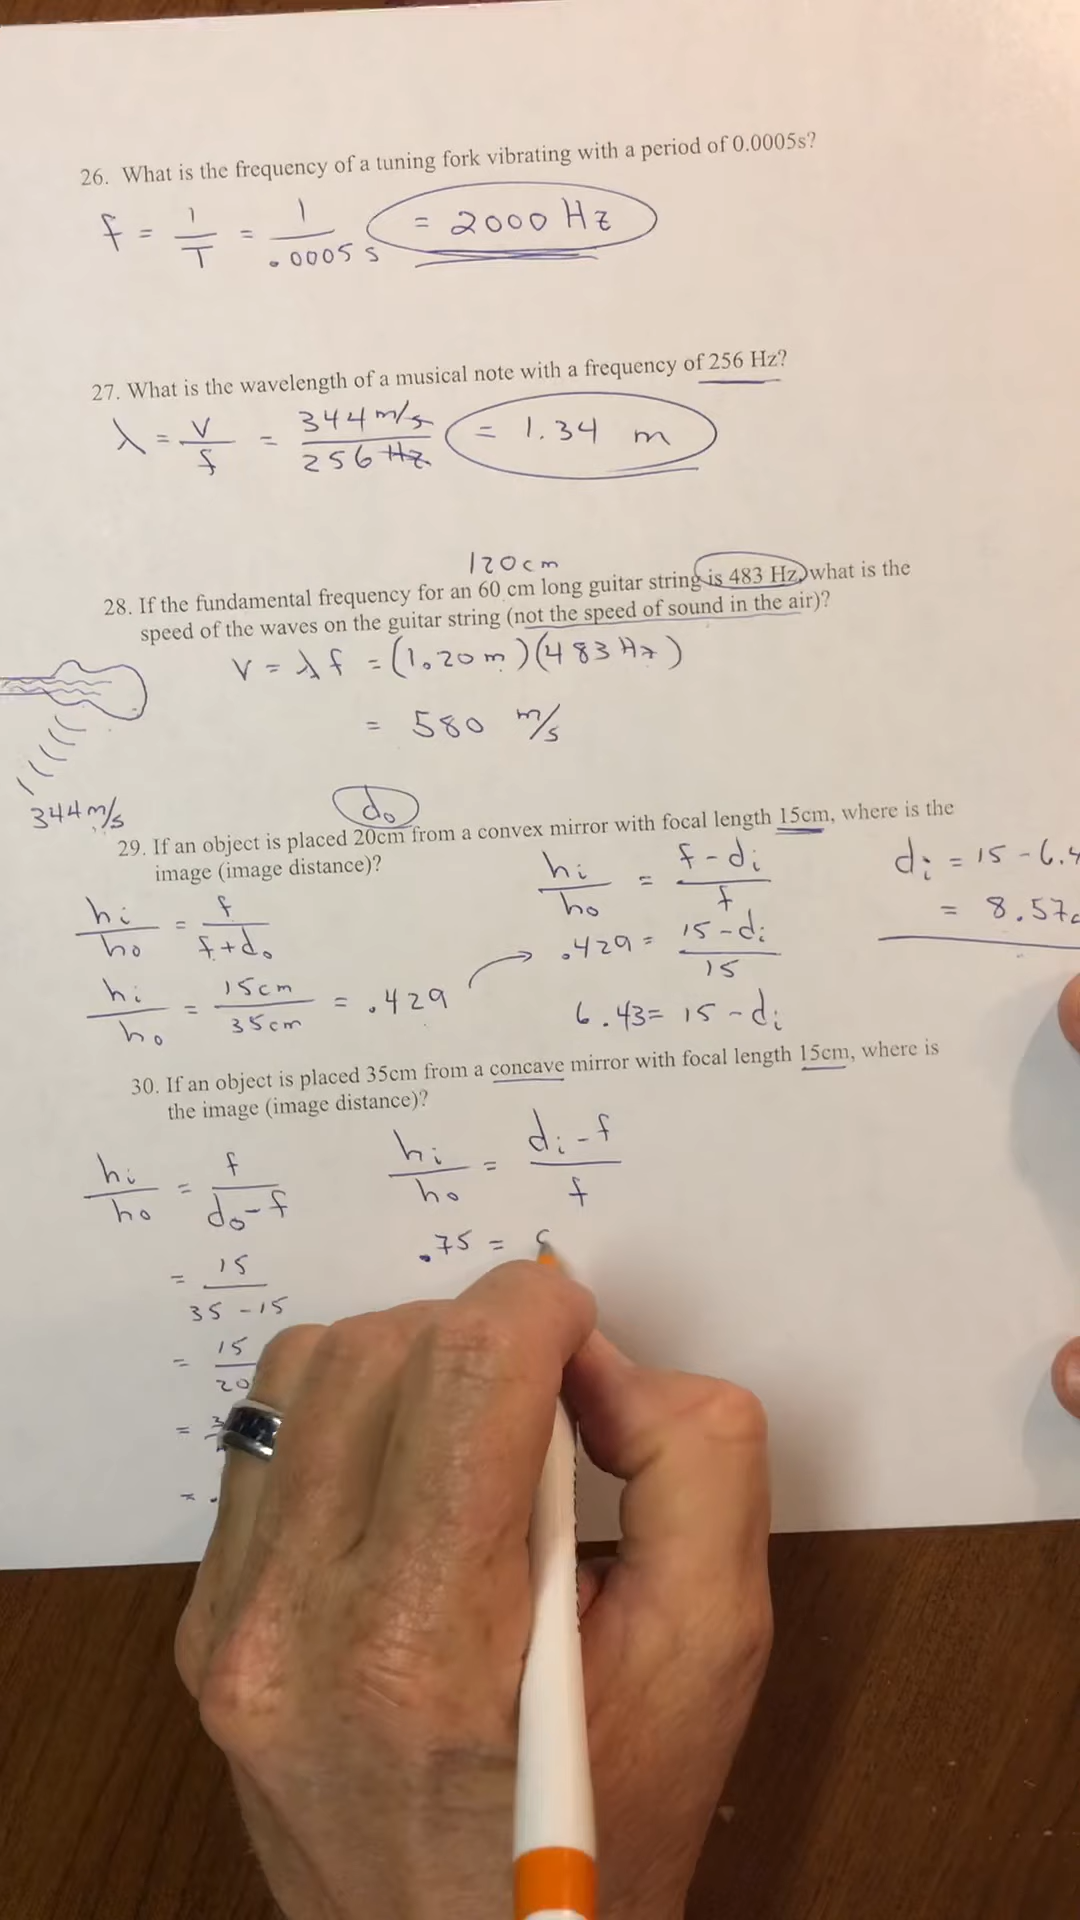 26. What is the frequency of a tuning fork vibrating with a period of 0.0005s?
f = 1/T = 1/.0005 s = 2000 Hz
27. What is the wavelength of a musical note with a frequency of 256 Hz?
λ = v/f = 344 m/s / 256 Hz = 1.34 m
120cm
28. If the fundamental frequency for an 60 cm long guitar string is 483 Hz, what is the
speed of the waves on the guitar string (not the speed of sound in the air)?
v = λ f = (1.20 m)(483 Hz)
= 580 m/s
344 m/s
do
29. If an object is placed 20cm from a convex mirror with focal length 15cm, where is the
image (image distance)?
hi/ho = f/f+do
hi/ho = 15cm/35cm = .429
hi/ho = f-di/f
.429 = 15-di/15
6.43 = 15 - di
di = 15 - 6.4
= 8.57
30. If an object is placed 35cm from a concave mirror with focal length 15cm, where is
the image (image distance)?
hi/ho = f/do-f
= 15/35-15
= 15/20
hi/ho = di-f/f
.75 =